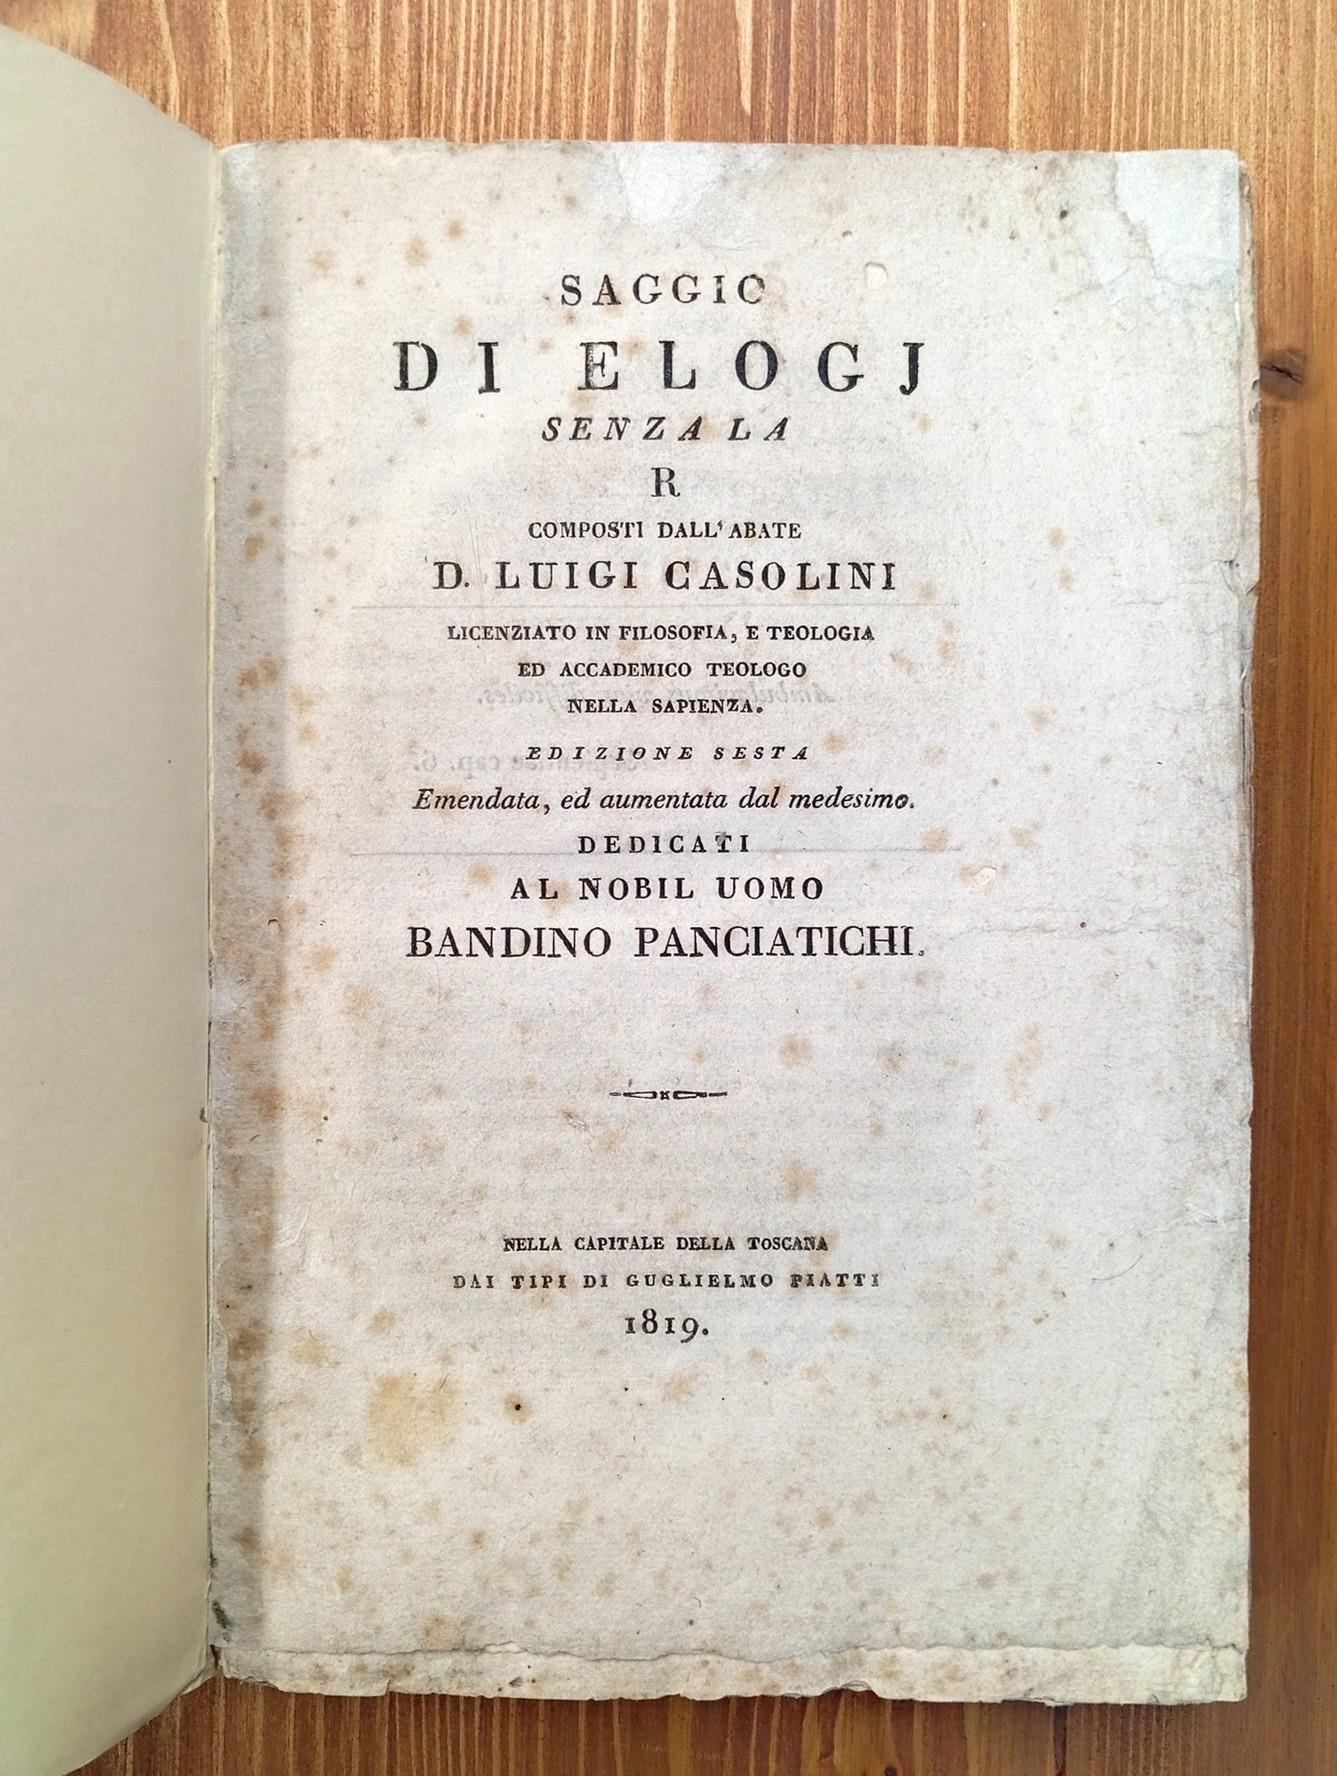 SAGGIO
DI ELOGJ
SENZA LA
R
COMPOSTI DALL'ABATE
D. LUIGI CASOLINI
LICENZIATO IN FILOSOFIA, E TEOLOGIA
ED ACCADEMICO TEOLOGO
NELLA SAPIENZA.
EDIZIONE SESTA
Emendata, ed aumentata dal medesimo.
DEDICATI
AL NOBIL UOMO
BANDINO PANCIATICHI.
NELLA CAPITALE DELLA TOSCANA
DAI TIPI DI GUGLIELMO PIATTI
1819.